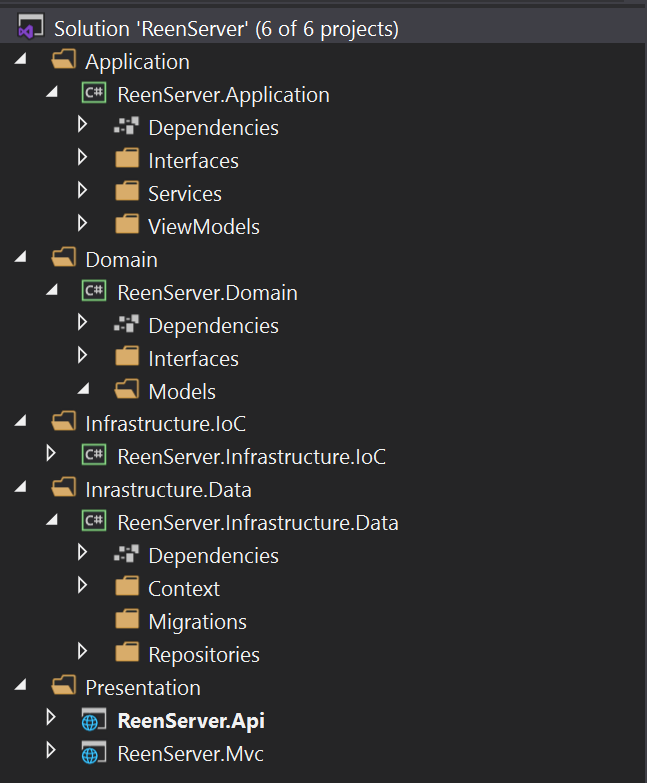 Solution 'ReenServer' (6 of 6 projects)
Application
C# ReenServer.Application
Dependencies
Interfaces
Services
ViewModels
Domain
C# ReenServer.Domain
Dependencies
Interfaces
Models
Infrastructure.IoC
C# ReenServer.Infrastructure.IoC
Inrastructure.Data
C# ReenServer.Infrastructure.Data
Dependencies
Context
Migrations
Repositories
Presentation
ReenServer.Api
ReenServer.Mvc